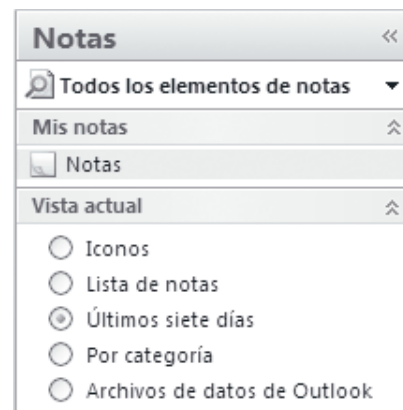 Notas
Todos los elementos de notas
Mis notas
Notas
Vista actual
Iconos
Lista de notas
Últimos siete días
Por categoría
Archivos de datos de Outlook